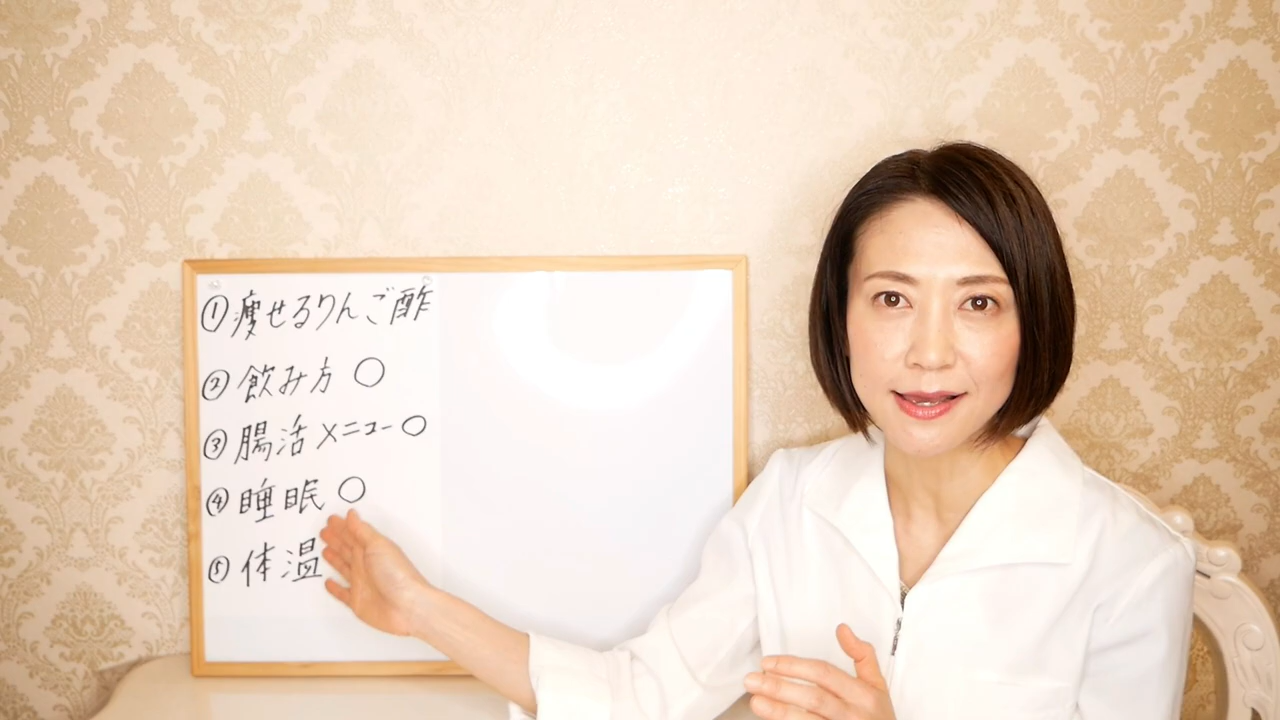 ①痩せるりんご酢
②飲み方 ○
③腸活メニュー○
④睡眠 ○
⑤体温